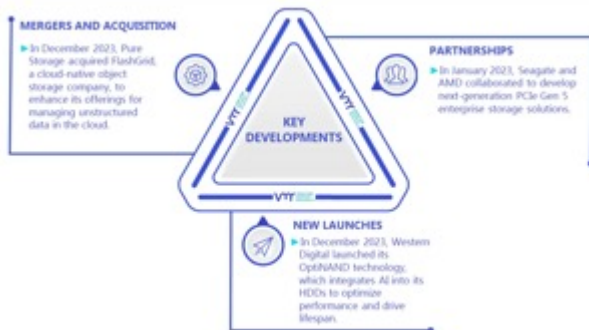 MERGERS AND ACQUISITION
In December 2023, Pure
Storage acquired FlashGrid,
a cloud-native object
storage company, to
enhance its offerings for
managing unstructured
data in the cloud.
PARTNERSHIPS
In January 2023, Seagate and
AMD collaborated to develop
next-generation PCIe Gen 5
enterprise storage solutions.
KEY
DEVELOPMENTS
NEW LAUNCHES
In December 2023, Western
Digital launched its
OptiNAND technology,
which integrates AI into its
HDDs to optimize
performance and drive
lifespan.